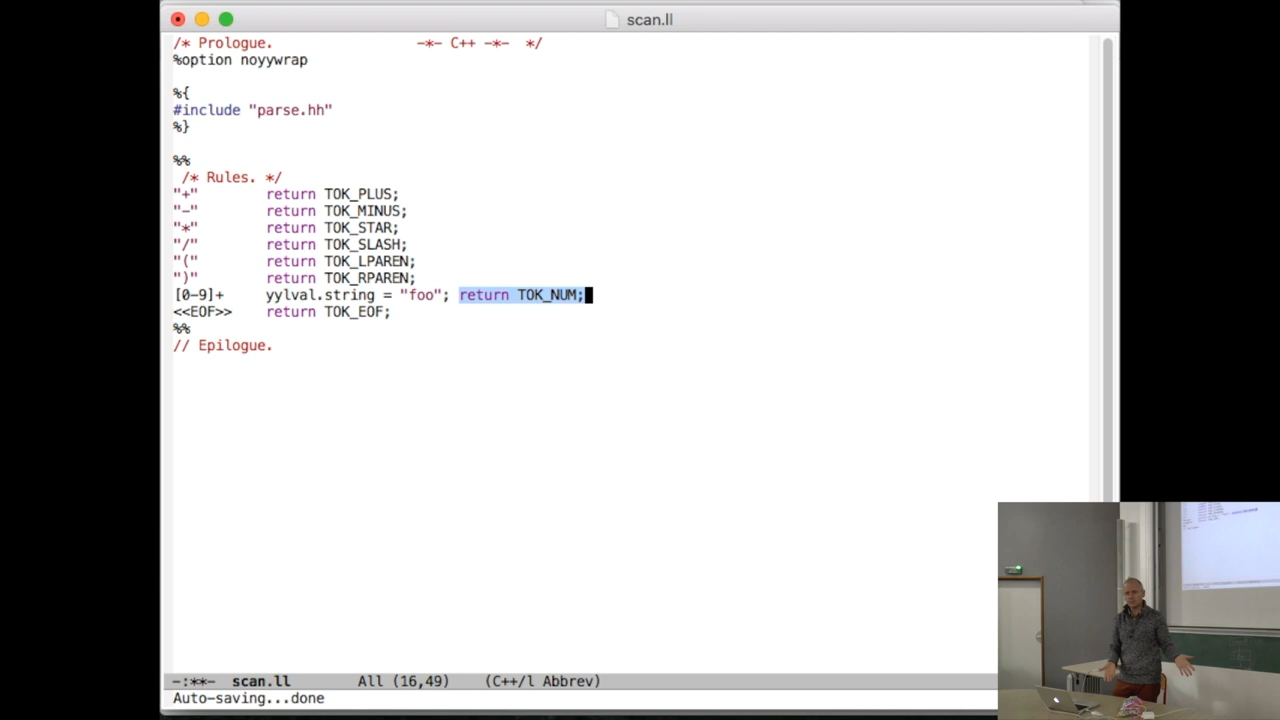 scan.ll
/* Prologue.                 -*- C++ -*-  */
%option noyywrap
%{
#include "parse.hh"
%}
%%
 /* Rules. */
"+"        return TOK_PLUS;
"-"        return TOK_MINUS;
"*"        return TOK_STAR;
"/"        return TOK_SLASH;
"("        return TOK_LPAREN;
")"        return TOK_RPAREN;
[0-9]+     yylval.string = "foo"; return TOK_NUM;
<<EOF>>    return TOK_EOF;
%%
// Epilogue.
-:**-  scan.ll        All (16,49)     (C++/l Abbrev)
Auto-saving...done